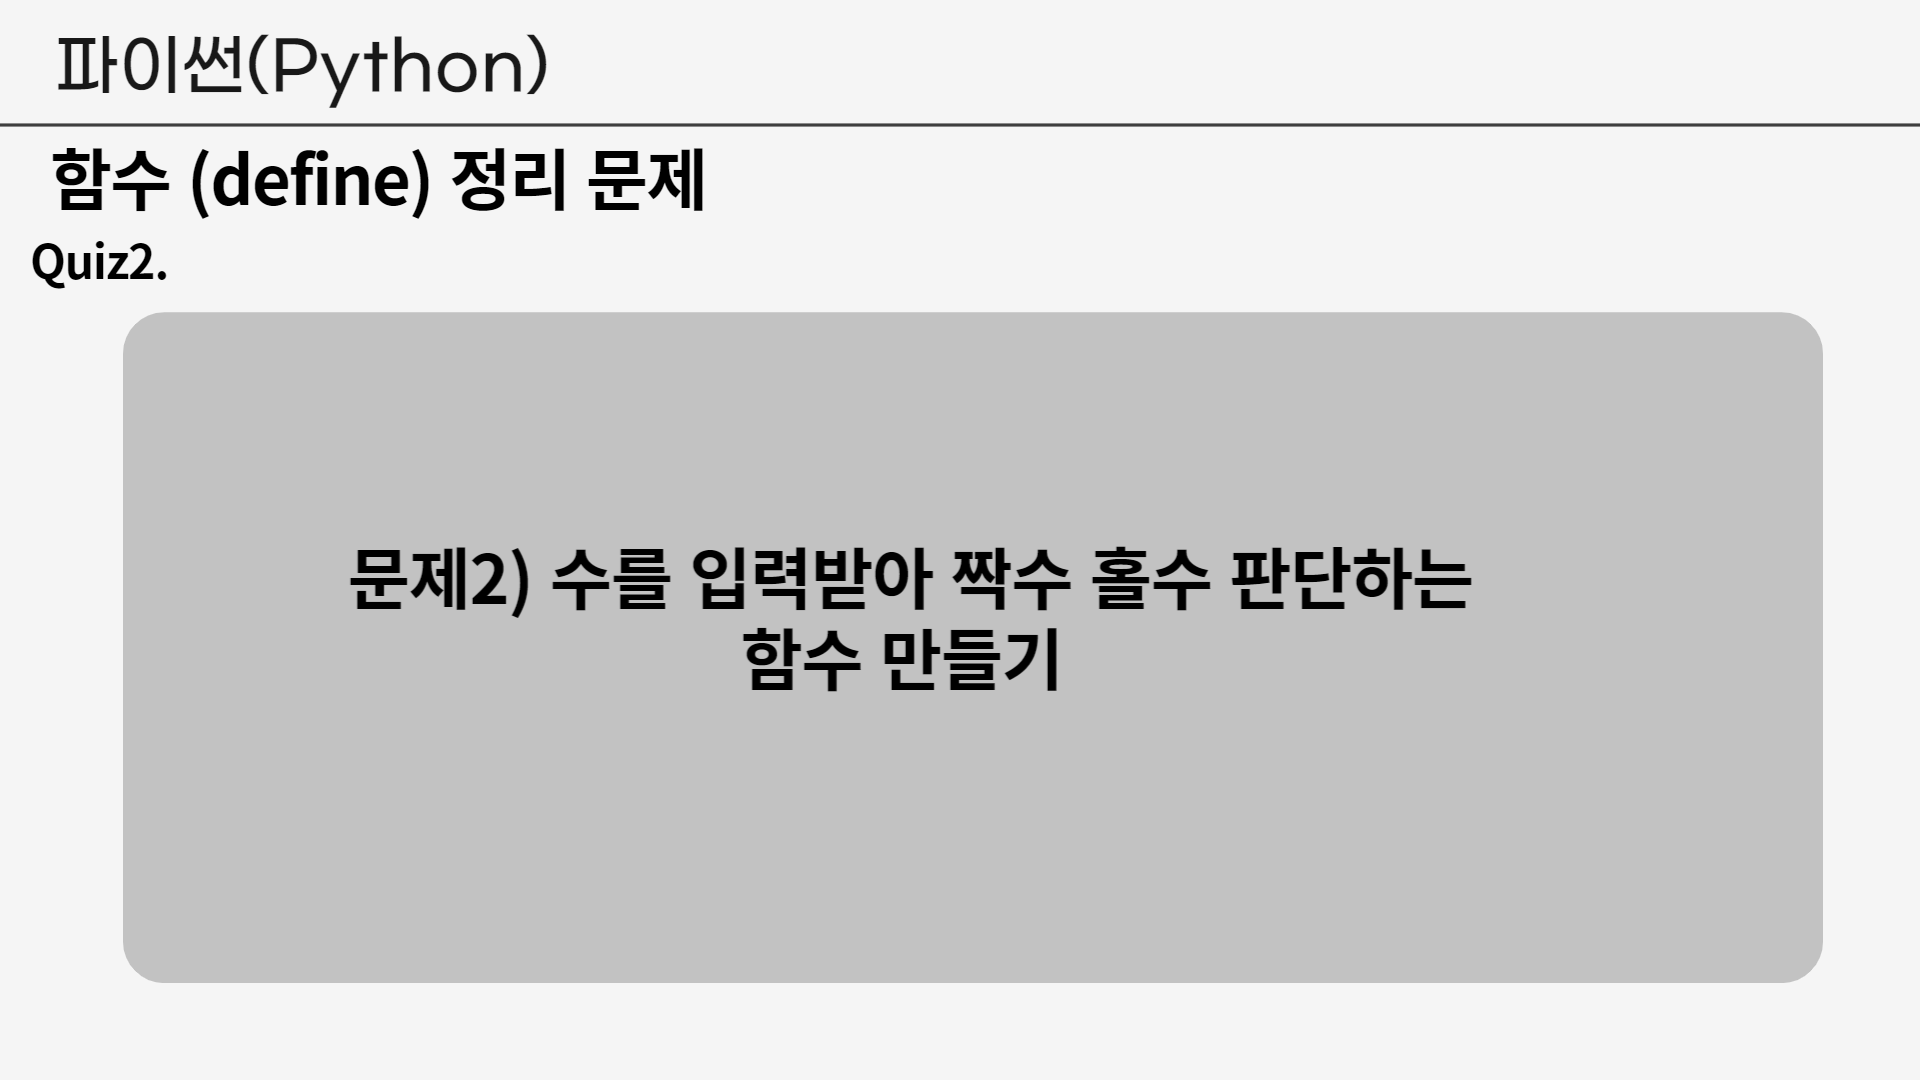 파이썬(Python)
함수 (define) 정리 문제
Quiz2.
문제2) 수를 입력받아 짝수 홀수 판단하는
함수 만들기